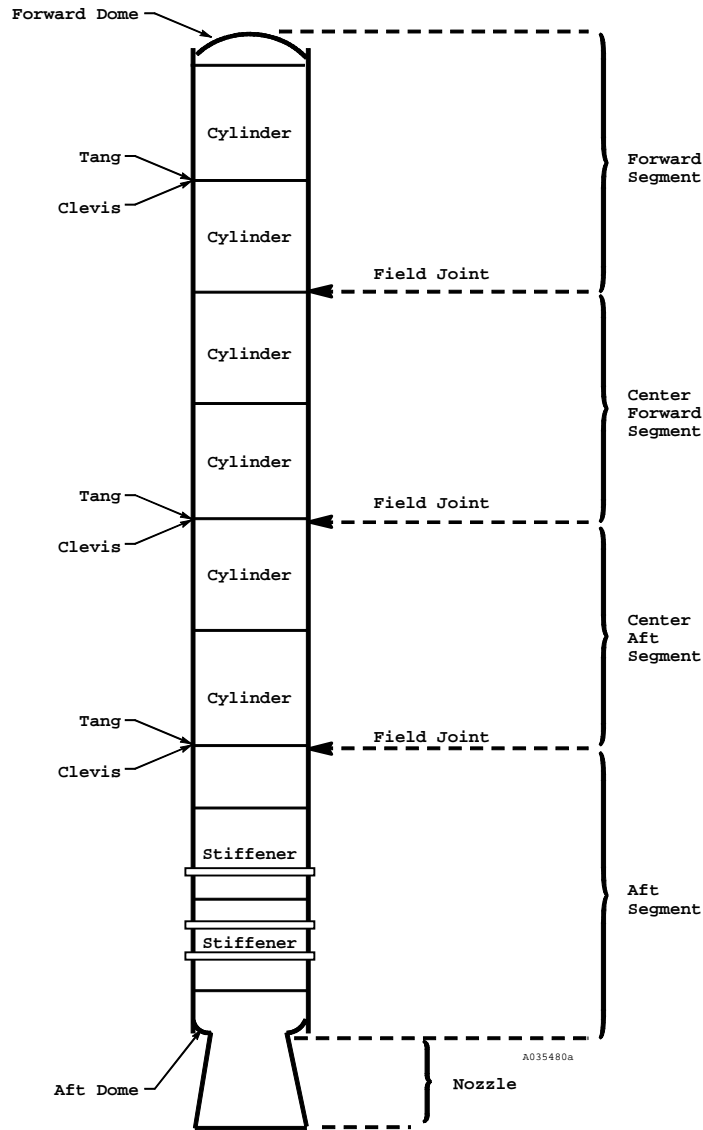 Forward Dome
Cylinder
Tang
Forward
Segment
Clevis
Cylinder
Field Joint
Cylinder
Center
Forward
Segment
Cylinder
Tang
Field Joint
Clevis
Cylinder
Center
Aft
Segment
Cylinder
Tang
Field Joint
Clevis
Stiffener
Aft
Segment
Stiffener
A035480a
Aft Dome
Nozzle